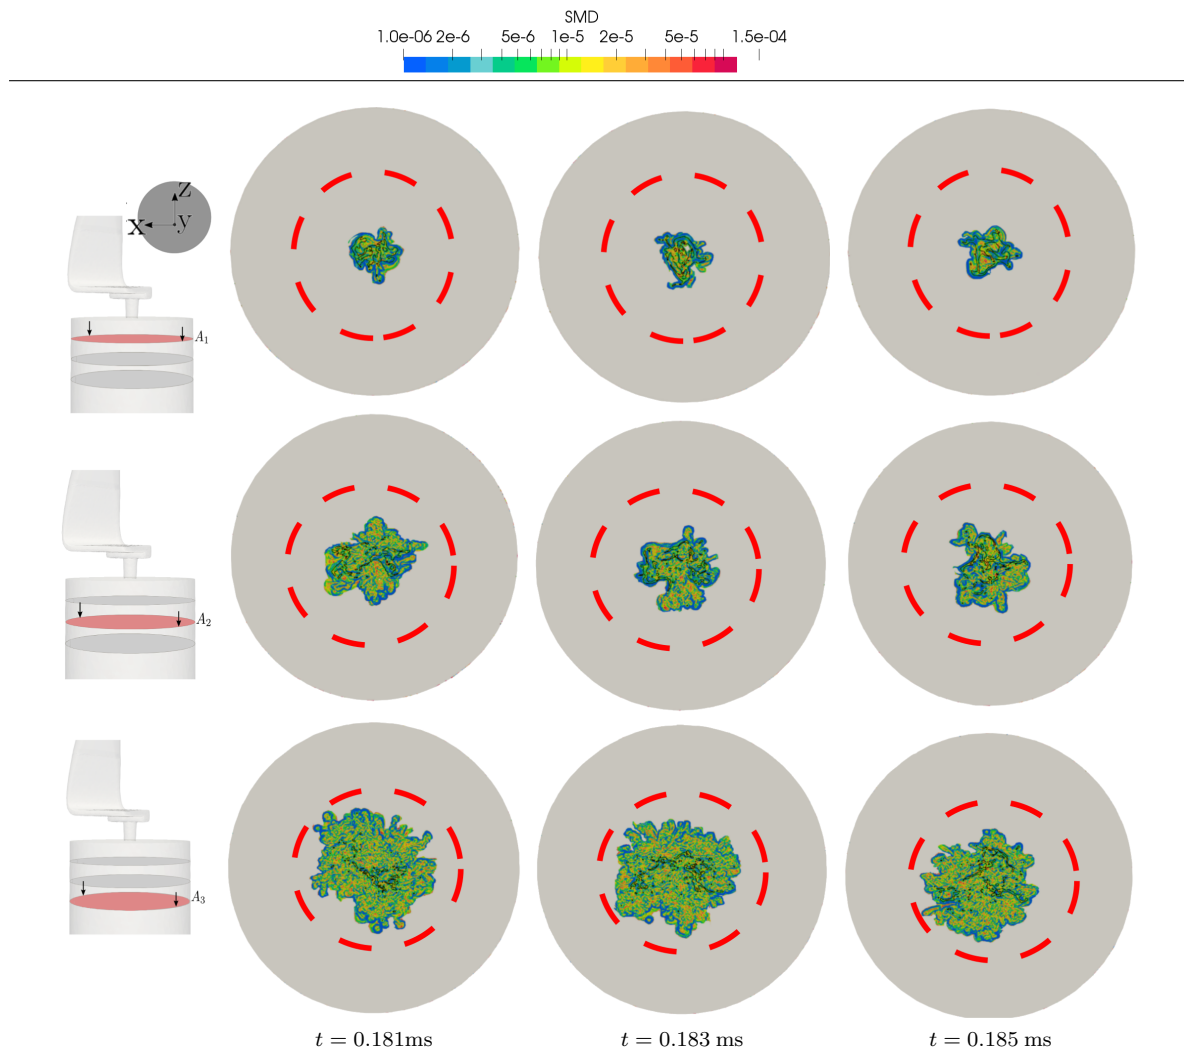 SMD
1.0e-06 2e-6 5e-6 1e-5 2e-5 5e-5 1.5e-04
z
x y
A₁
A₂
A₃
t = 0.181ms t = 0.183 ms t = 0.185 ms